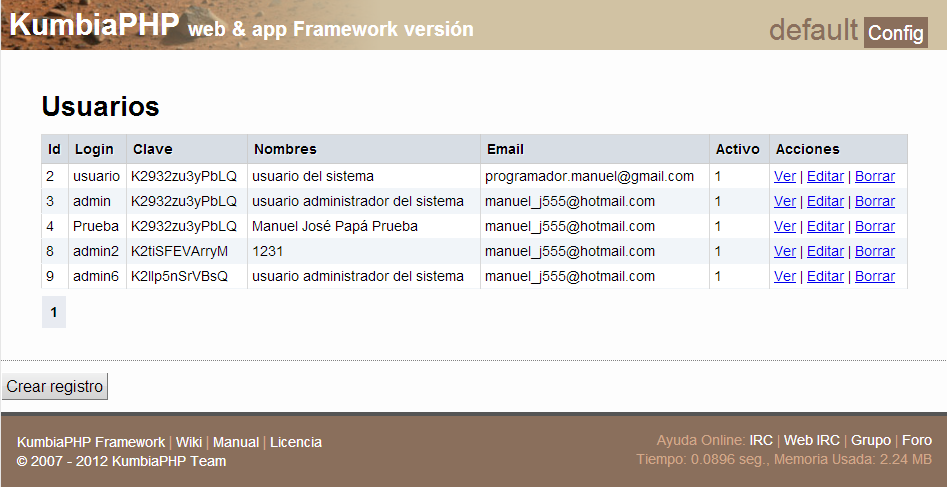 KumbiaPHP web & app Framework versión default Config
Usuarios
Id Login Clave Nombres Email Activo Acciones
2 usuario K2932zu3yPbLQ usuario del sistema programador.manuel@gmail.com 1 Ver | Editar | Borrar
3 admin K2932zu3yPbLQ usuario administrador del sistema manuel_j555@hotmail.com 1 Ver | Editar | Borrar
4 Prueba K2932zu3yPbLQ Manuel José Papá Prueba manuel_j555@hotmail.com 1 Ver | Editar | Borrar
8 admin2 K2tiSFEVArryM 1231 manuel_j555@hotmail.com 1 Ver | Editar | Borrar
9 admin6 K2Ilp5nSrVBsQ usuario administrador del sistema manuel_j555@hotmail.com 1 Ver | Editar | Borrar
1
Crear registro
KumbiaPHP Framework | Wiki | Manual | Licencia Ayuda Online: IRC | Web IRC | Grupo | Foro
© 2007 - 2012 KumbiaPHP Team Tiempo: 0.0896 seg., Memoria Usada: 2.24 MB